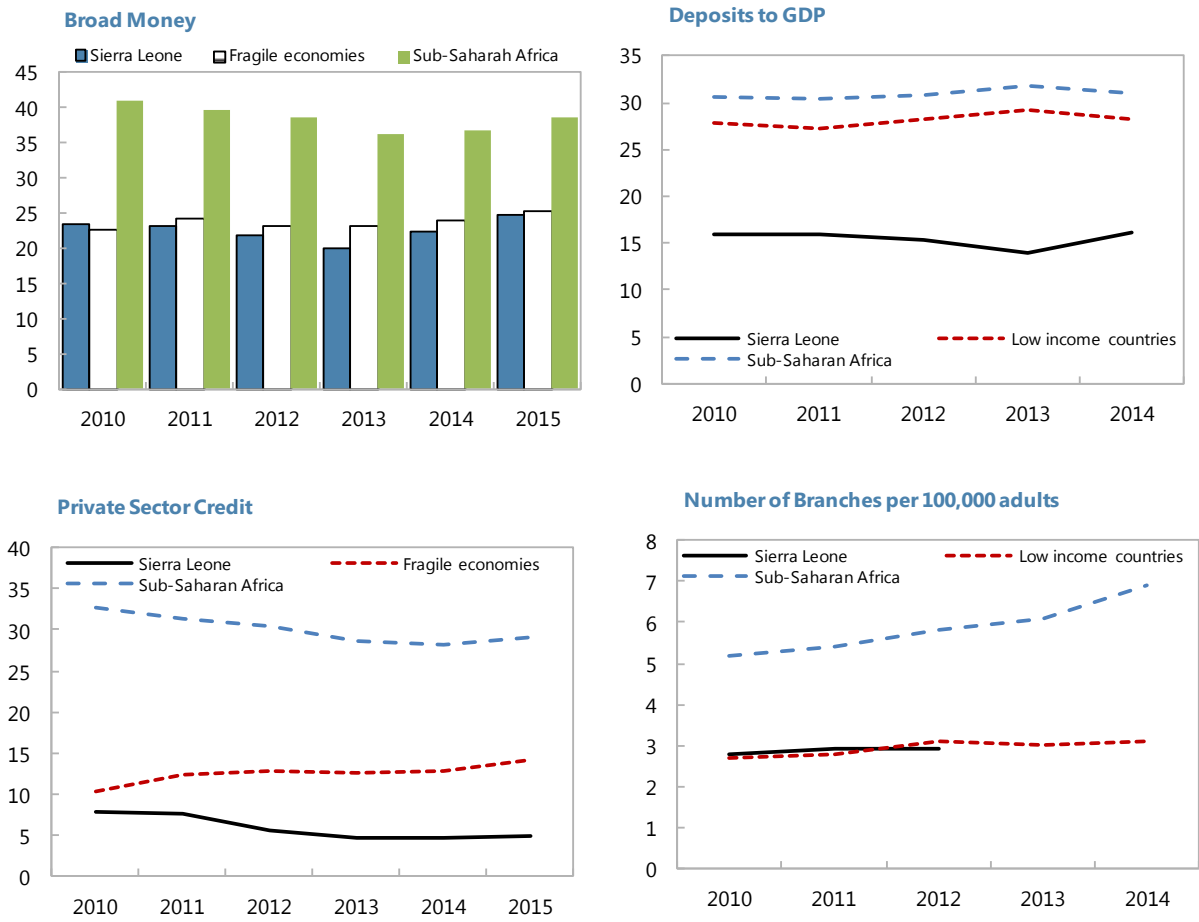 Broad Money
Sierra Leone Fragile economies Sub-Saharah Africa
45
40
35
30
25
20
15
10
5
0
2010 2011 2012 2013 2014 2015
Deposits to GDP
35
30
25
20
15
10
5
0
Sierra Leone Low income countries
Sub-Saharan Africa
2010 2011 2012 2013 2014
Private Sector Credit
40
35
30
25
20
15
10
5
0
Sierra Leone Fragile economies
Sub-Saharan Africa
2010 2011 2012 2013 2014 2015
Number of Branches per 100,000 adults
8
7
6
5
4
3
2
1
0
Sierra Leone Low income countries
Sub-Saharan Africa
2010 2011 2012 2013 2014